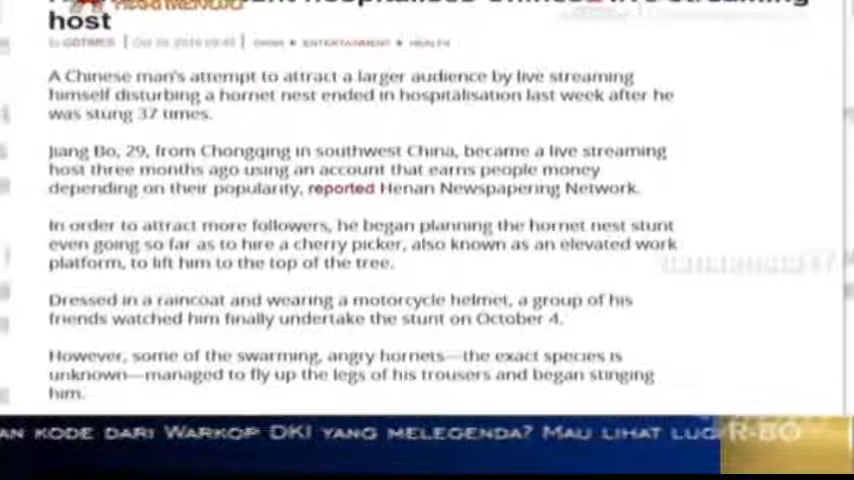 live streaming
host
A Chinese man's attempt to attract a larger audience by live streaming
himself disturbing a hornet nest ended in hospitalisation last week after he
was stung 37 times.
Jiang Bo, 29, from Chongqing in southwest China, became a live streaming
host three months ago using an account that earns people money
depending on their popularity, reported Henan Newspapering Network.
In order to attract more followers, he began planning the hornet nest stunt
even going so far as to hire a cherry picker, also known as an elevated work
platform, to lift him to the top of the tree.
Dressed in a raincoat and wearing a motorcycle helmet, a group of his
friends watched him finally undertake the stunt on October 4.
However, some of the swarming, angry hornets—the exact species is
unknown—managed to fly up the legs of his trousers and began stinging
him.
AN KODE DARI WARKOP DKI YANG MELEGENDA? MAU LIHAT R-BO